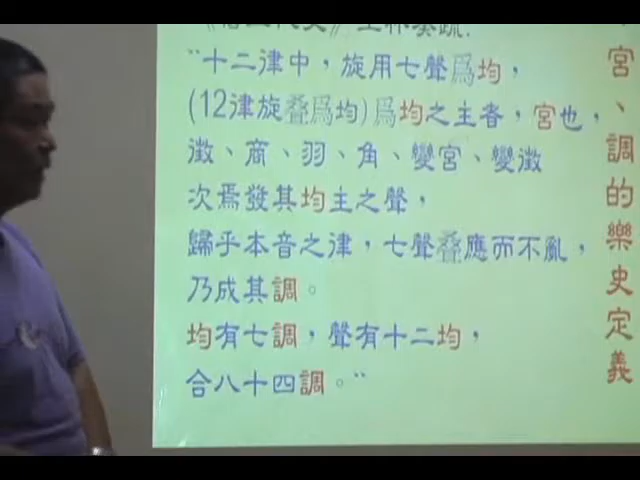 "十二律中，旋用七聲爲均，
(12律旋叠爲均)爲均之主者，宮也，
徵、商、羽、角、變宮、變徵
次焉發其均主之聲，
歸乎本音之律，七聲叠應而不亂，
乃成其調。
均有七調，聲有十二均，
合八十四調。"
宮、調的樂史定義